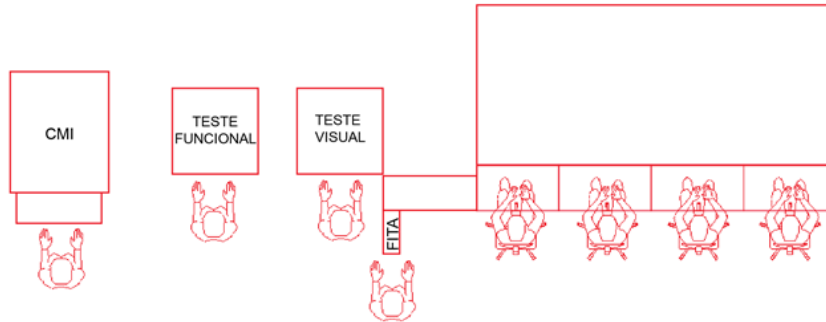 CMI
TESTE
FUNCIONAL
TESTE
VISUAL
FITA